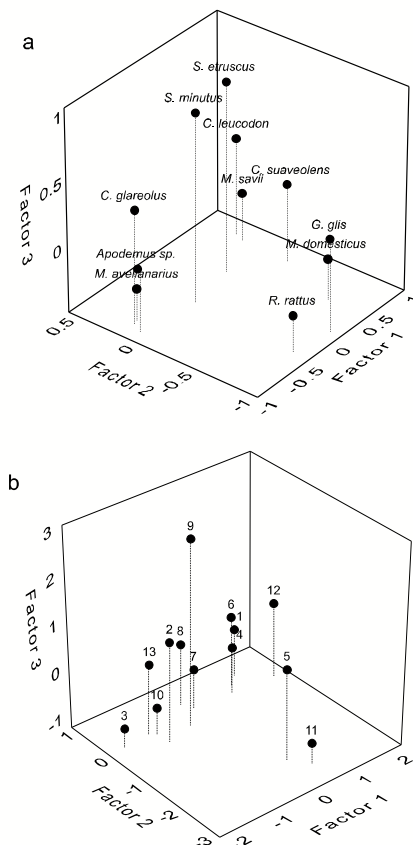 a
S. etruscus
S. minutus
C. leucodon
C. suaveolens
M. savii
C. glareolus
G. glis
M. domesticus
Apodemus sp.
M. avellanarius
R. rattus
1
0.5
0
Factor 3
0.5
0
-0.5
-1
Factor 2
-1
-0.5
0
0.5
1
Factor 1
b
9
12
6
1
2
8
4
13
7
5
10
3
11
3
2
1
0
-1
Factor 3
-1
0
-1
-2
-3
Factor 2
-2
-1
0
1
2
Factor 1